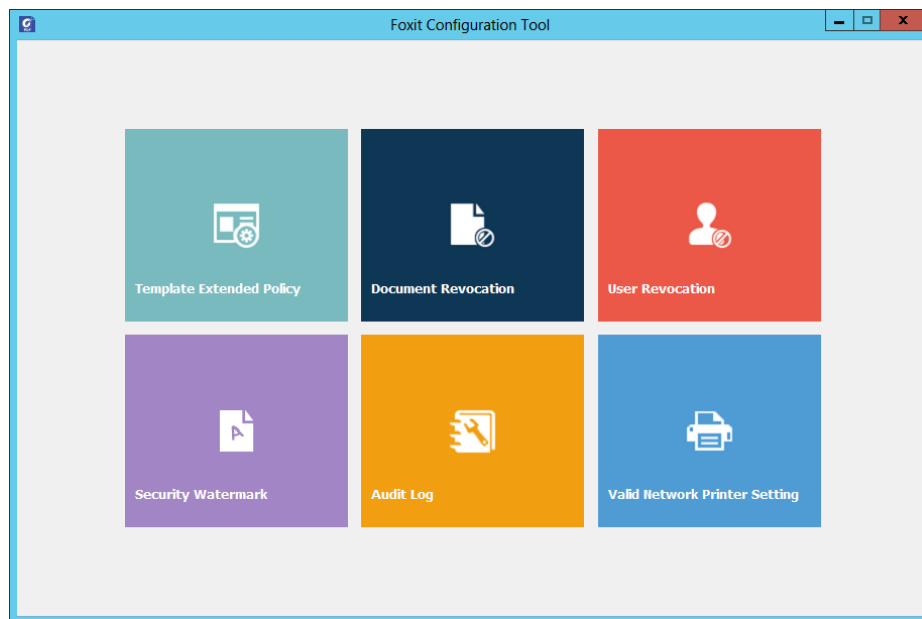 Foxit Configuration Tool
Template Extended Policy
Document Revocation
User Revocation
Security Watermark
Audit Log
Valid Network Printer Setting